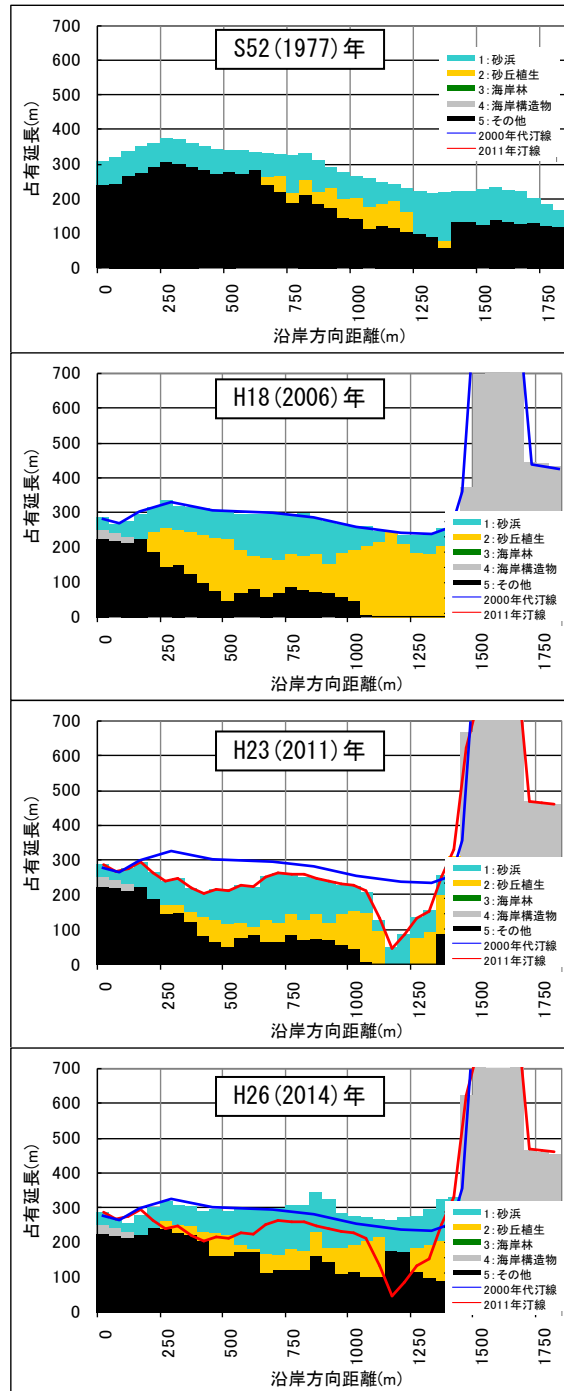 S52(1977)年
占有延長(m)
700
600
500
400
300
200
100
0
1:砂浜
2:砂丘植生
3:海岸林
4:海岸構造物
5:その他
2000年代汀線
2011年汀線
0
250
500
750
1000
1250
1500
1750
沿岸方向距離(m)
H18(2006)年
占有延長(m)
700
600
500
400
300
200
100
0
1:砂浜
2:砂丘植生
3:海岸林
4:海岸構造物
5:その他
2000年代汀線
2011年汀線
0
250
500
750
1000
1250
1500
1750
沿岸方向距離(m)
H23(2011)年
占有延長(m)
700
600
500
400
300
200
100
0
1:砂浜
2:砂丘植生
3:海岸林
4:海岸構造物
5:その他
2000年代汀線
2011年汀線
0
250
500
750
1000
1250
1500
1750
沿岸方向距離(m)
H26(2014)年
占有延長(m)
700
600
500
400
300
200
100
0
1:砂浜
2:砂丘植生
3:海岸林
4:海岸構造物
5:その他
2000年代汀線
2011年汀線
0
250
500
750
1000
1250
1500
1750
沿岸方向距離(m)